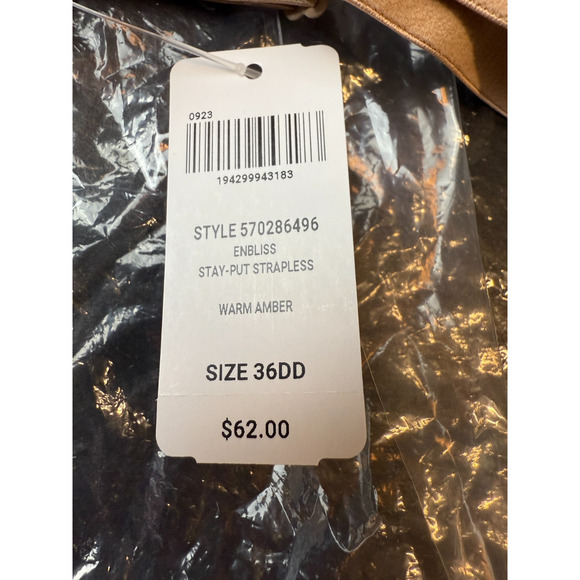 0923
194299943183
STYLE 570286496
ENBLISS
STAY-PUT STRAPLESS
WARM AMBER
SIZE 36DD
$62.00